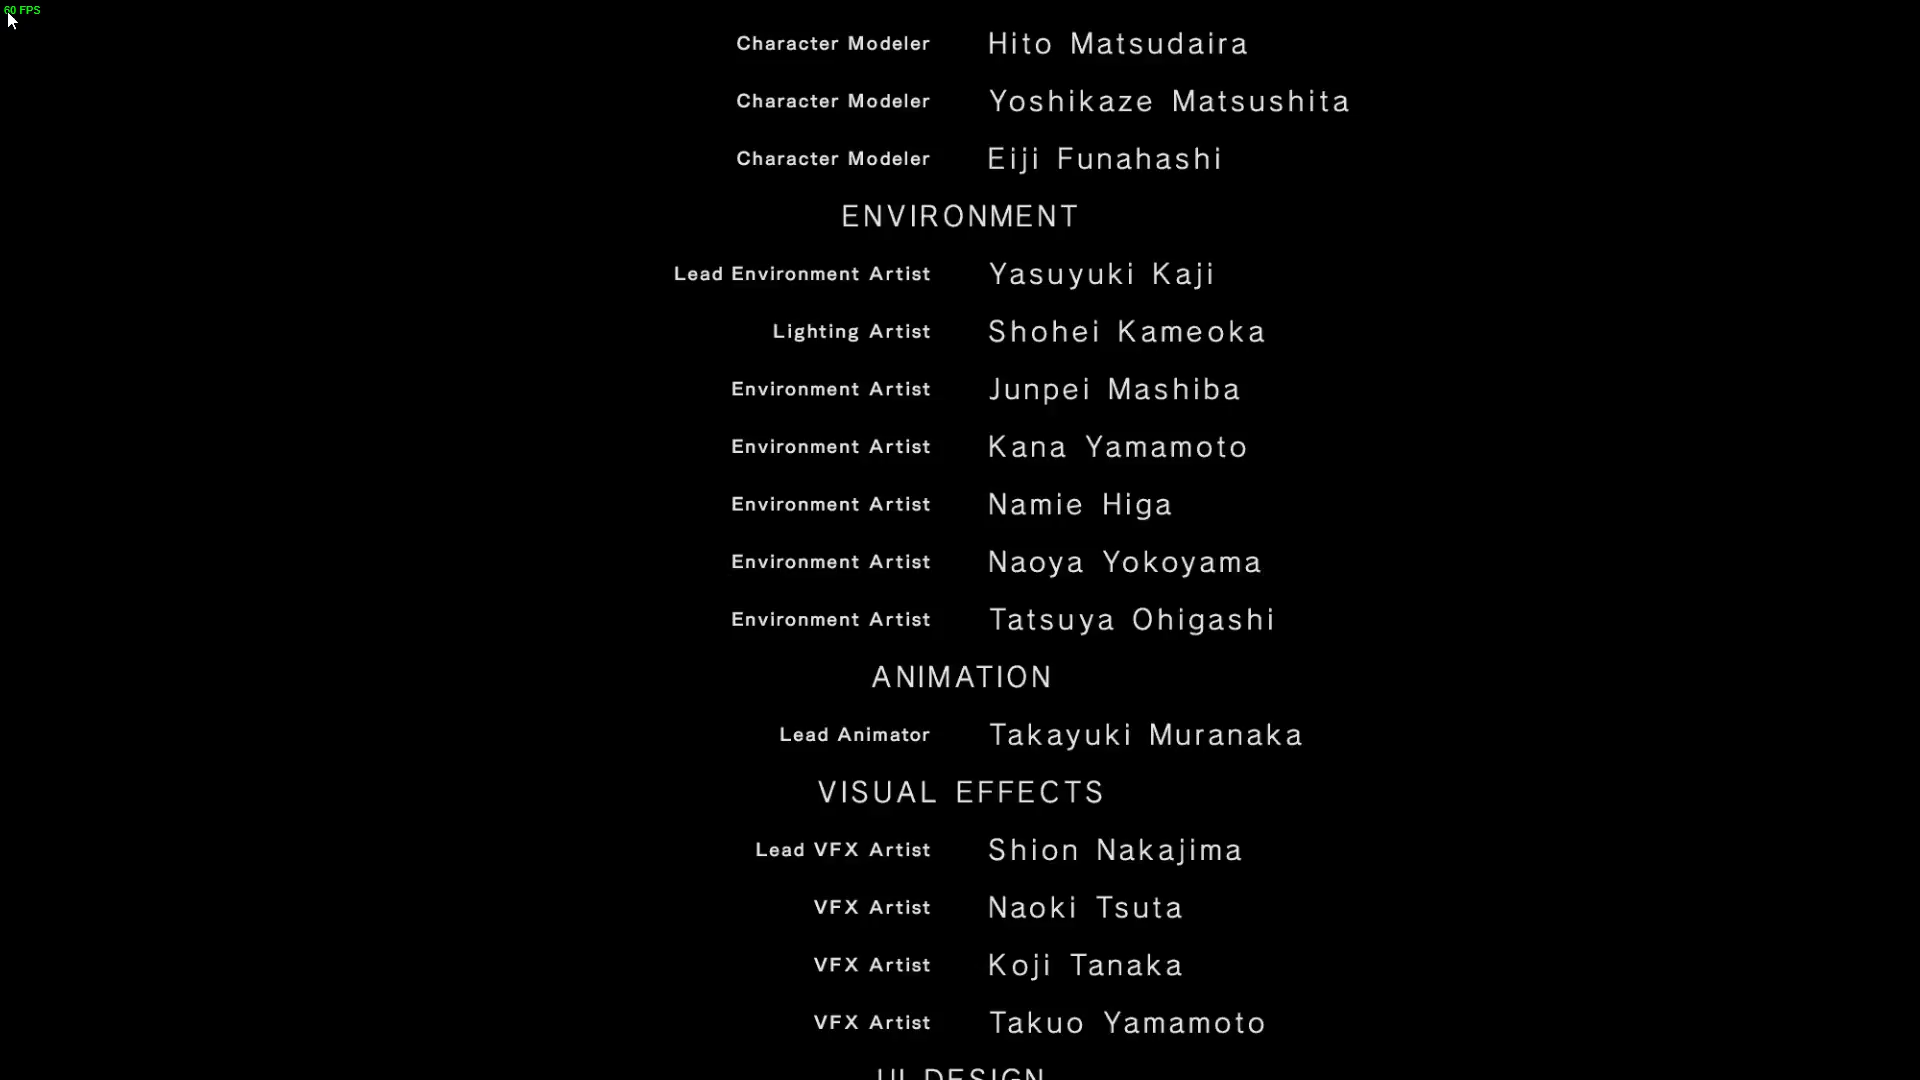 60 FPS
Character Modeler Hito Matsudaira
Character Modeler Yoshikaze Matsushita
Character Modeler Eiji Funahashi
ENVIRONMENT
Lead Environment Artist Yasuyuki Kaji
Lighting Artist Shohei Kameoka
Environment Artist Junpei Mashiba
Environment Artist Kana Yamamoto
Environment Artist Namie Higa
Environment Artist Naoya Yokoyama
Environment Artist Tatsuya Ohigashi
ANIMATION
Lead Animator Takayuki Muranaka
VISUAL EFFECTS
Lead VFX Artist Shion Nakajima
VFX Artist Naoki Tsuta
VFX Artist Koji Tanaka
VFX Artist Takuo Yamamoto
UI DESIGN